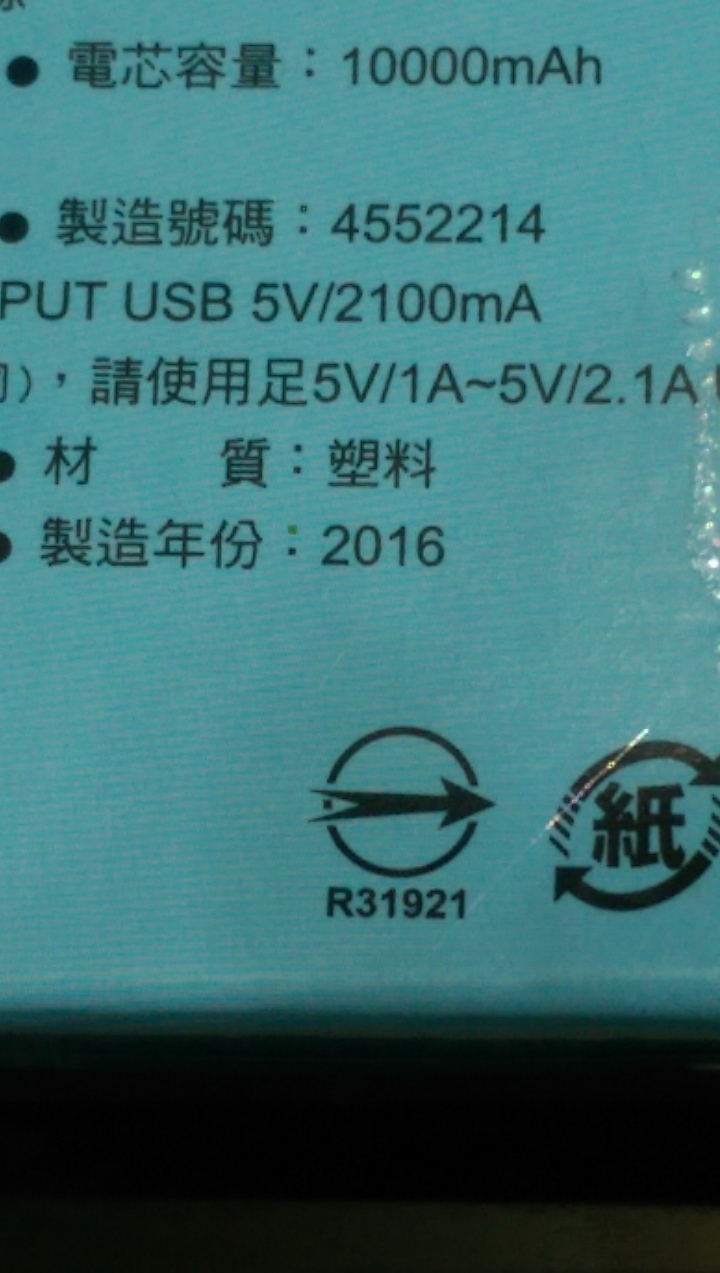 ● 電芯容量：10000mAh
● 製造號碼：4552214
PUT USB 5V/2100mA
)，請使用足5V/1A~5V/2.1A
● 材 質：塑料
● 製造年份：2016
紙
R31921